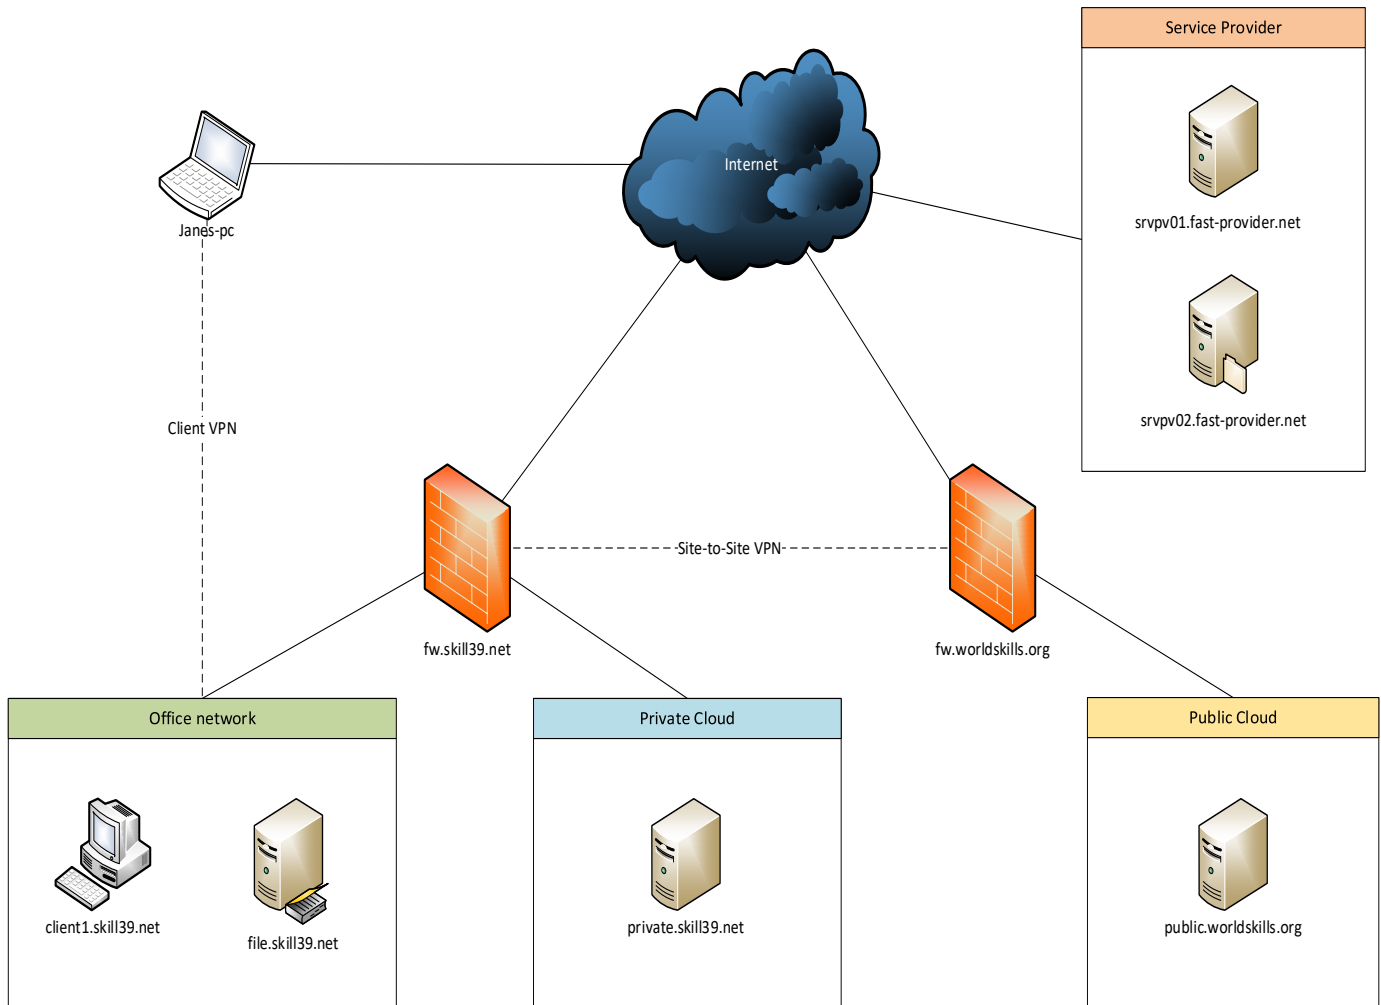 Service Provider
Internet
srvpv01.fast-provider.net
Janes-pc
srvpv02.fast-provider.net
Client VPN
Site-to-Site VPN
fw.skill39.net
fw.worldskills.org
Office network
Private Cloud
Public Cloud
client1.skill39.net
file.skill39.net
private.skill39.net
public.worldskills.org